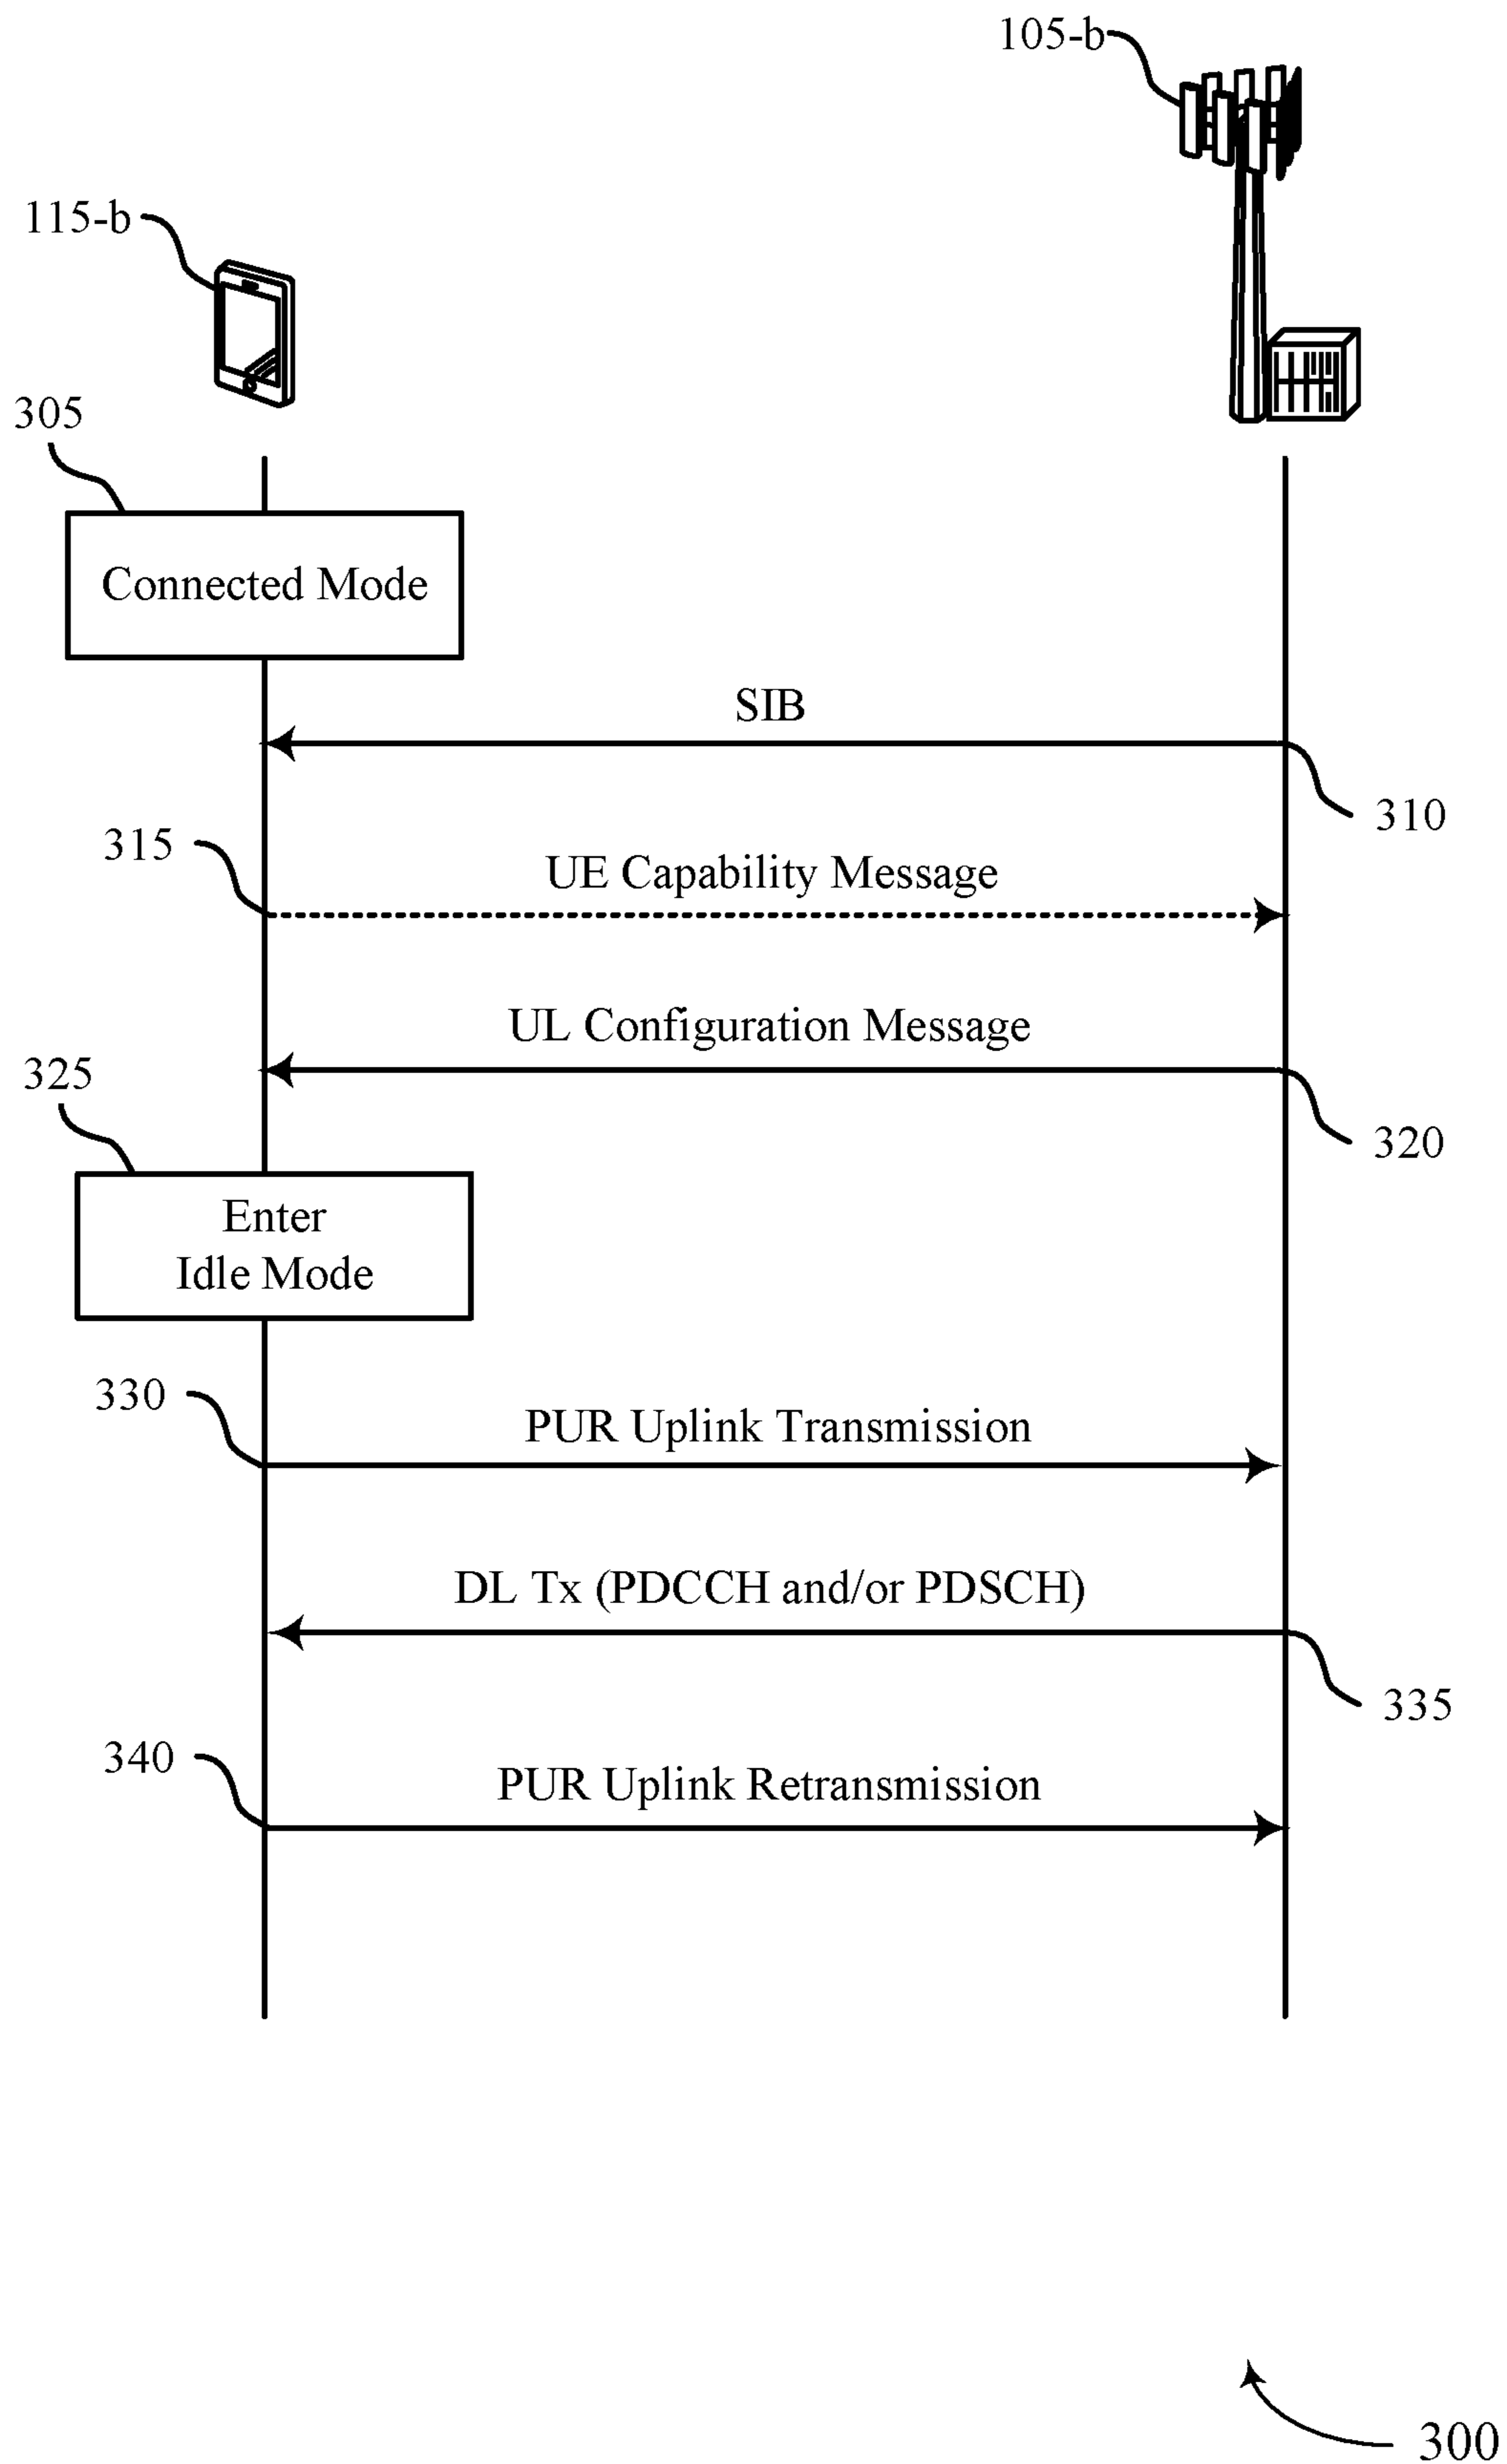 105-b
115-b
305
Connected Mode
SIB
310
315
UE Capability Message
UL Configuration Message
325
320
Enter
Idle Mode
330
PUR Uplink Transmission
DL Tx (PDCCH and/or PDSCH)
335
340
PUR Uplink Retransmission
300